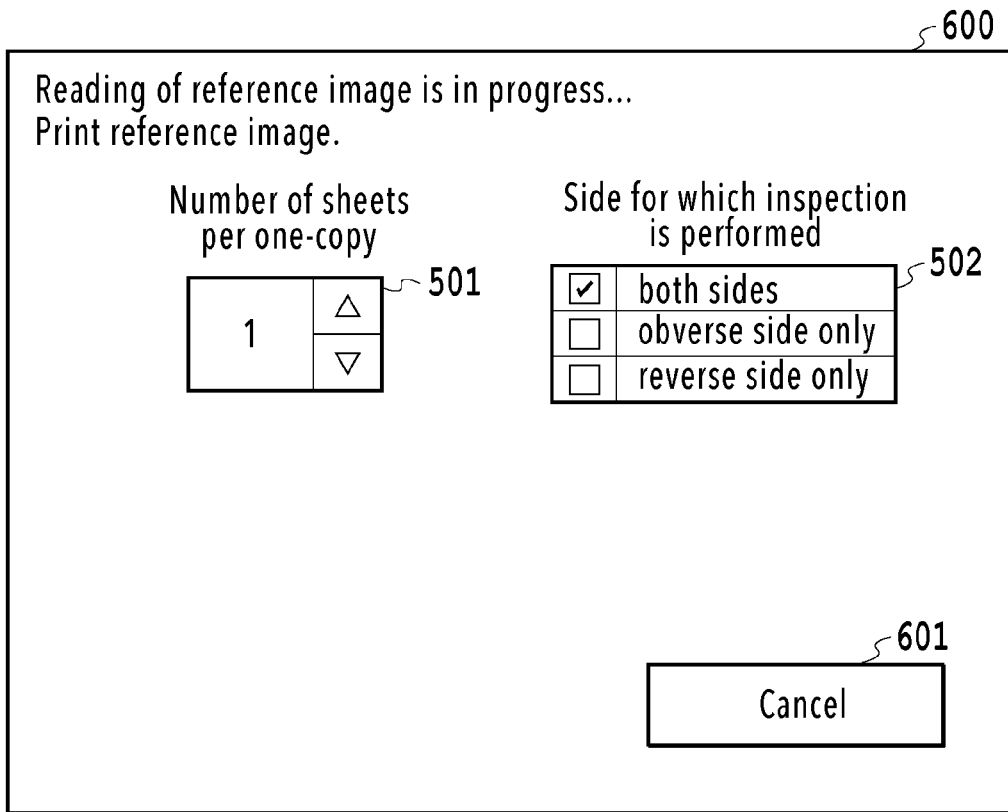 600
Reading of reference image is in progress...
Print reference image.
Number of sheets
per one-copy
501
1
Side for which inspection
is performed
502
both sides
obverse side only
reverse side only
601
Cancel